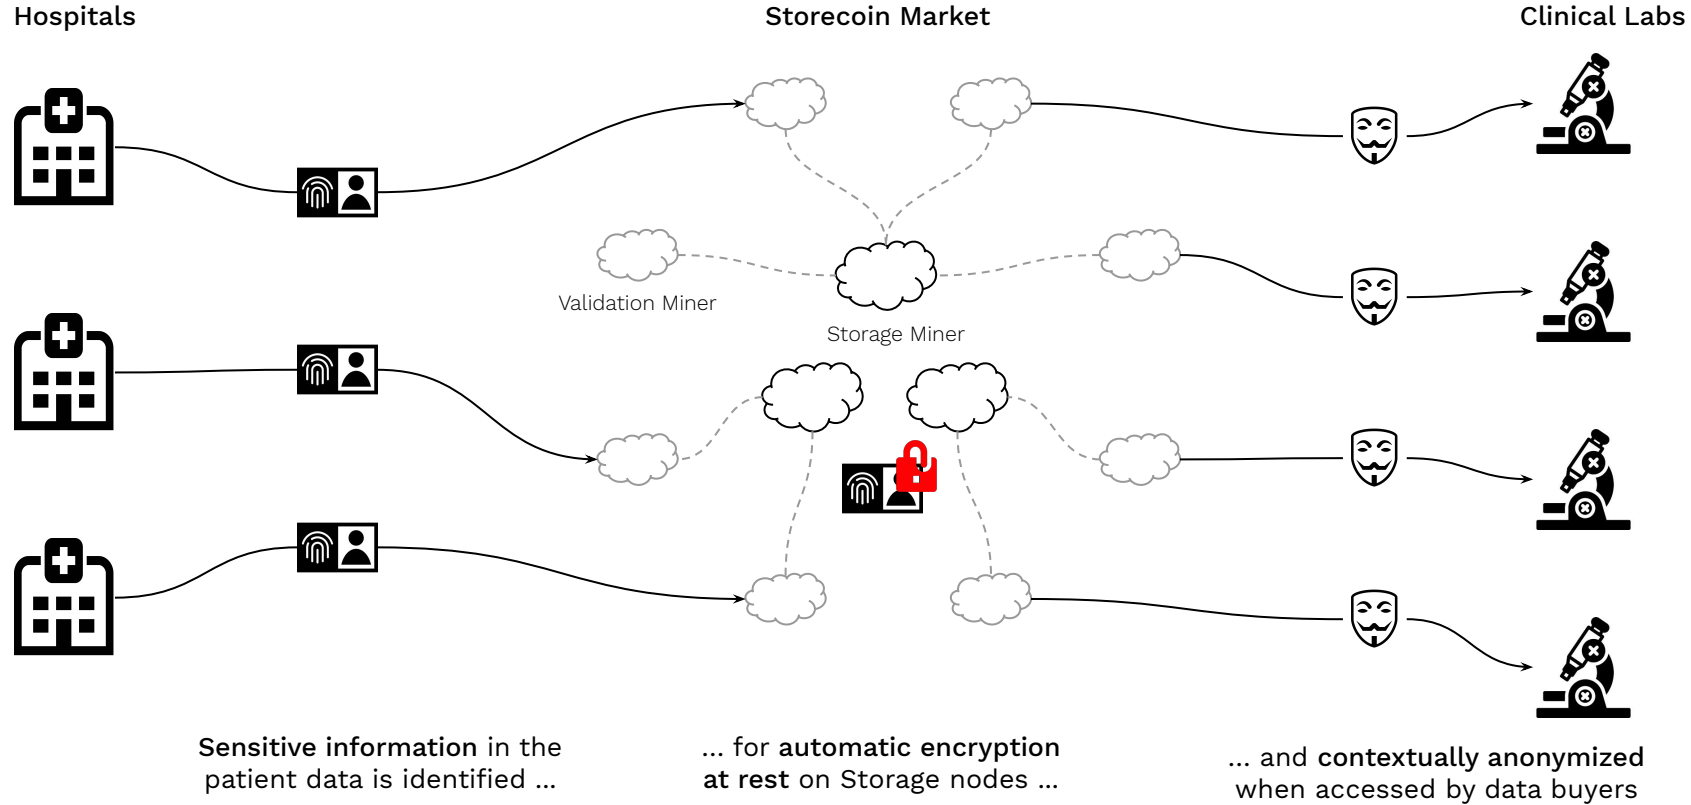 Hospitals
Storecoin Market
Clinical Labs
Validation Miner
Storage Miner
Sensitive information in the
patient data is identified ...
... for automatic encryption
at rest on Storage nodes ...
... and contextually anonymized
when accessed by data buyers